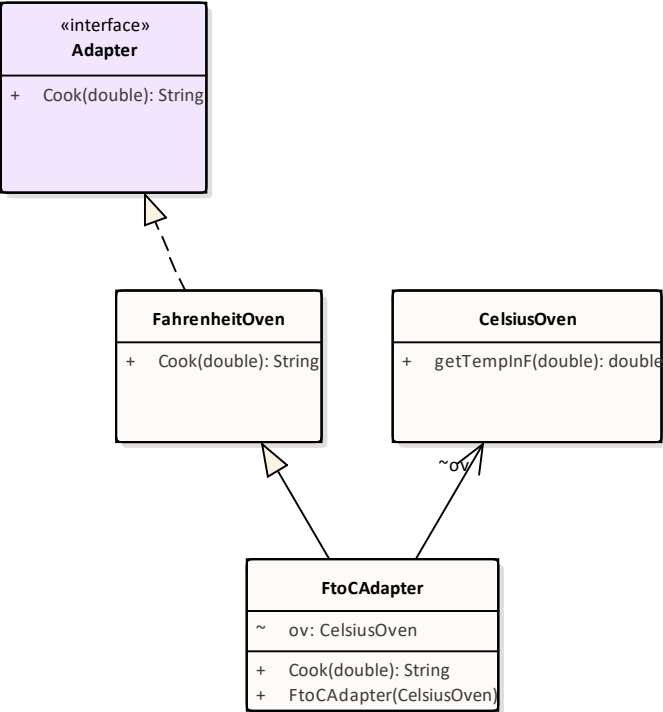 «interface»
Adapter
+ Cook(double): String
FahrenheitOven
+ Cook(double): String
CelsiusOven
+ getTempInF(double): double
~ov
FtoCAdapter
~ ov: CelsiusOven
+ Cook(double): String
+ FtoCAdapter(CelsiusOven)